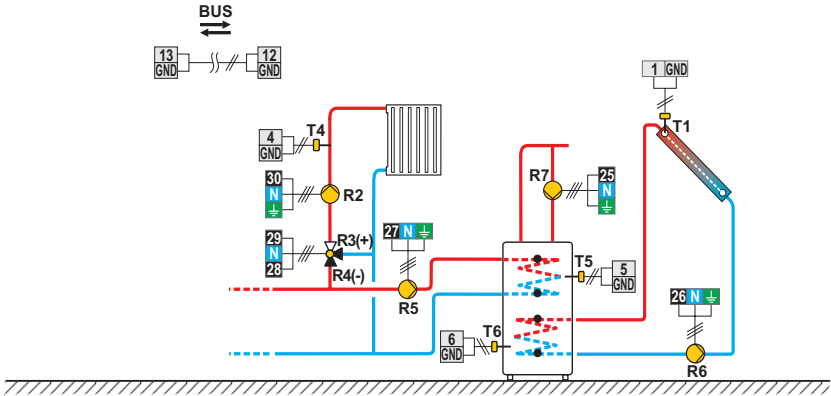 BUS
13
GND
12
GND
1 GND
T1
4
GND
T4
30
N
R2
R7
25
N
29
N
28
R3(+)
R4(-)
27 N
R5
T5
5
GND
26 N
R6
T6
6
GND